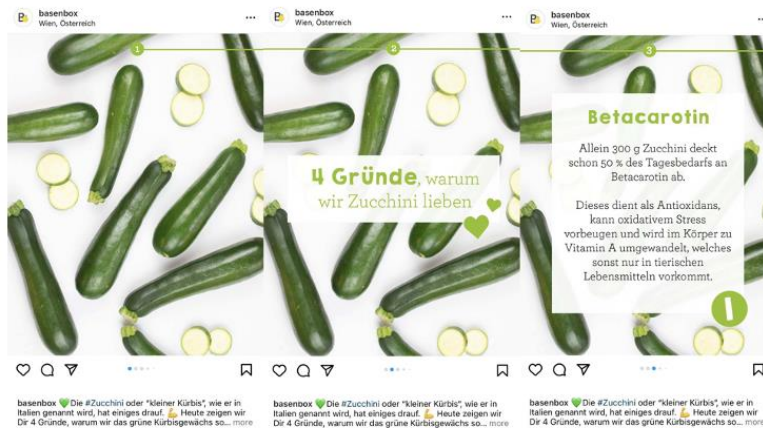 basenbox
Wien, Österreich
1
basenbox Die #Zucchini oder "kleiner Kürbis", wie er in
Italien genannt wird, hat einiges drauf. Heute zeigen wir
Dir 4 Gründe, warum wir das grüne Kürbisgewächs so... more
basenbox
Wien, Österreich
2
4 Gründe, warum
wir Zucchini lieben
basenbox Die #Zucchini oder "kleiner Kürbis", wie er in
Italien genannt wird, hat einiges drauf. Heute zeigen wir
Dir 4 Gründe, warum wir das grüne Kürbisgewächs so... more
basenbox
Wien, Österreich
3
Betacarotin
Allein 300 g Zucchini deckt
schon 50 % des Tagesbedarfs an
Betacarotin ab.
Dieses dient als Antioxidans,
kann oxidativem Stress
vorbeugen und wird im Körper zu
Vitamin A umgewandelt, welches
sonst nur in tierischen
Lebensmitteln vorkommt.
1
basenbox Die #Zucchini oder "kleiner Kürbis", wie er in
Italien genannt wird, hat einiges drauf. Heute zeigen wir
Dir 4 Gründe, warum wir das grüne Kürbisgewächs so... more